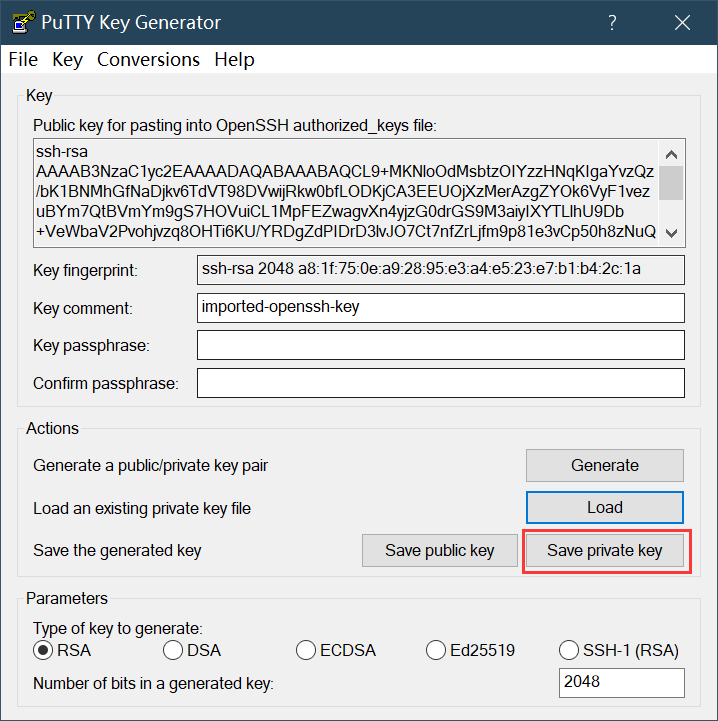 PuTTY Key Generator
?
File Key Conversions Help
Key
Public key for pasting into OpenSSH authorized_keys file:
ssh-rsa
AAAAB3NzaC1yc2EAAAADAQABAAABAQCL9+MKNloOdMsbtzOIYzzHNqKIgaYvzQz
/bK1BNMhGfNaDjkv6TdVT98DVwijRkw0bfLODKjCA3EEUOjXzMerAzgZYOk6VyF1vez
uBYm7QtBVmYm9gS7HOVuiCL1MpFEZwagvXn4yjzG0drGS9M3aiylXYTLlhU9Db
+VeWbaV2Pvohjvzq8OHTi6KU/YRDgZdPIDrD3lvJO7Ct7nfZrLjfm9p81e3vCp50h8zNuQ
Key fingerprint:
ssh-rsa 2048 a8:1f:75:0e:a9:28:95:e3:a4:e5:23:e7:b1:b4:2c:1a
Key comment:
imported-openssh-key
Key passphrase:
Confirm passphrase:
Actions
Generate a public/private key pair
Generate
Load an existing private key file
Load
Save the generated key
Save public key
Save private key
Parameters
Type of key to generate:
RSA DSA ECDSA Ed25519 SSH-1 (RSA)
Number of bits in a generated key:
2048